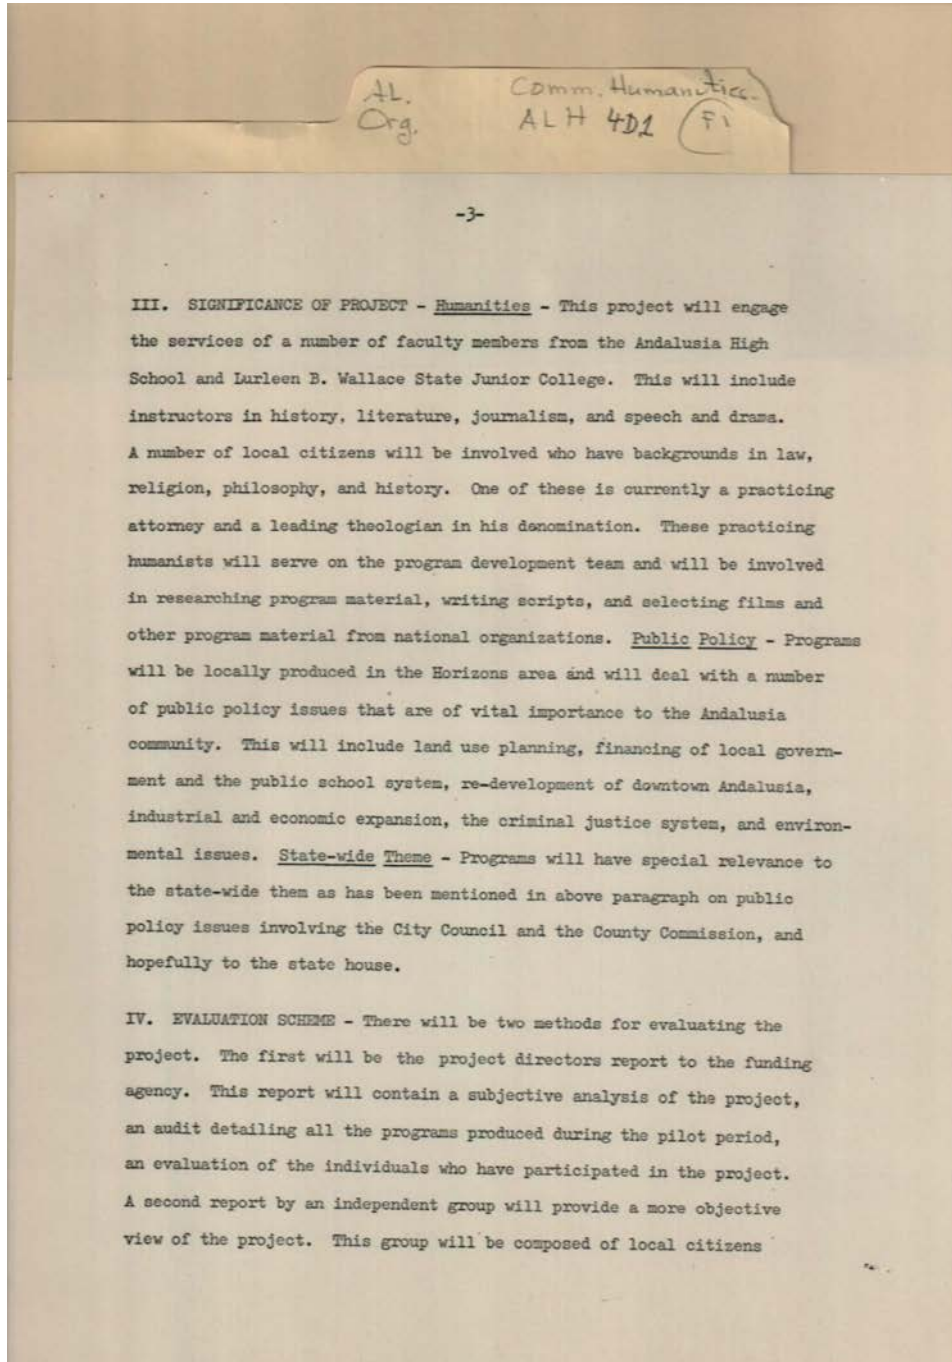 AL. Comm. Humanities.
Org. ALH 4D1 F1
-3-
III. SIGNIFICANCE OF PROJECT - Humanities - This project will engage
the services of a number of faculty members from the Andalusia High
School and Lurleen B. Wallace State Junior College. This will include
instructors in history, literature, journalism, and speech and drama.
A number of local citizens will be involved who have backgrounds in law,
religion, philosophy, and history. One of these is currently a practicing
attorney and a leading theologian in his denomination. These practicing
humanists will serve on the program development team and will be involved
in researching program material, writing scripts, and selecting films and
other program material from national organizations. Public Policy - Programs
will be locally produced in the Horizons area and will deal with a number
of public policy issues that are of vital importance to the Andalusia
community. This will include land use planning, financing of local govern-
ment and the public school system, re-development of downtown Andalusia,
industrial and economic expansion, the criminal justice system, and environ-
mental issues. State-wide Theme - Programs will have special relevance to
the state-wide them as has been mentioned in above paragraph on public
policy issues involving the City Council and the County Commission, and
hopefully to the state house.
IV. EVALUATION SCHEME - There will be two methods for evaluating the
project. The first will be the project directors report to the funding
agency. This report will contain a subjective analysis of the project,
an audit detailing all the programs produced during the pilot period,
an evaluation of the individuals who have participated in the project.
A second report by an independent group will provide a more objective
view of the project. This group will be composed of local citizens